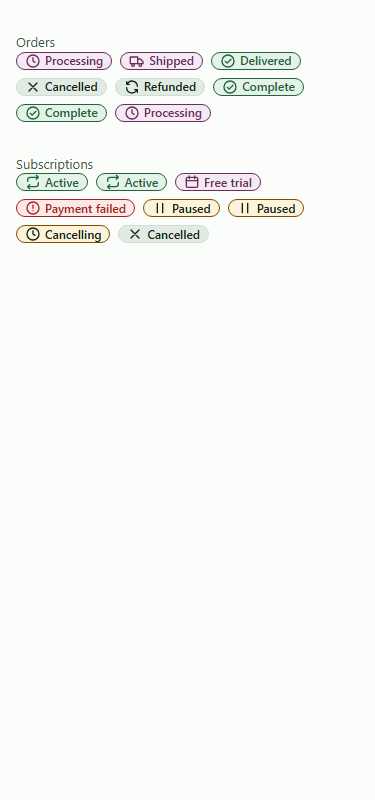 Orders
Processing Shipped Delivered
Cancelled Refunded Complete
Complete Processing
Subscriptions
Active Active Free trial
Payment failed Paused Paused
Cancelling Cancelled